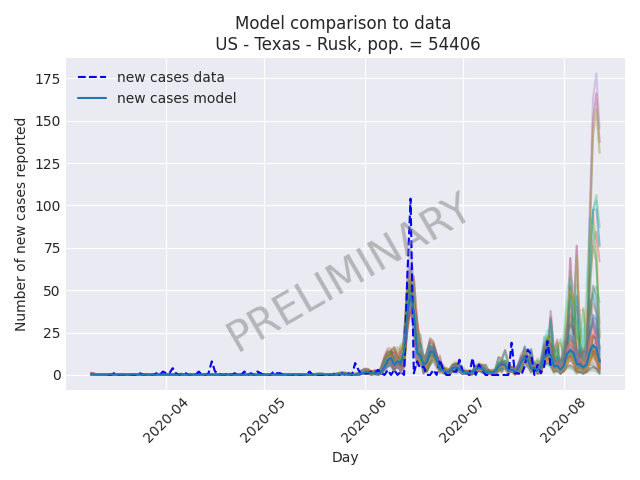 Model comparison to data
US - Texas - Rusk, pop. = 54406
new cases data
new cases model
Number of new cases reported
175
150
125
100
75
50
25
0
PRELIMINARY
2020-04
2020-05
2020-06
2020-07
2020-08
Day